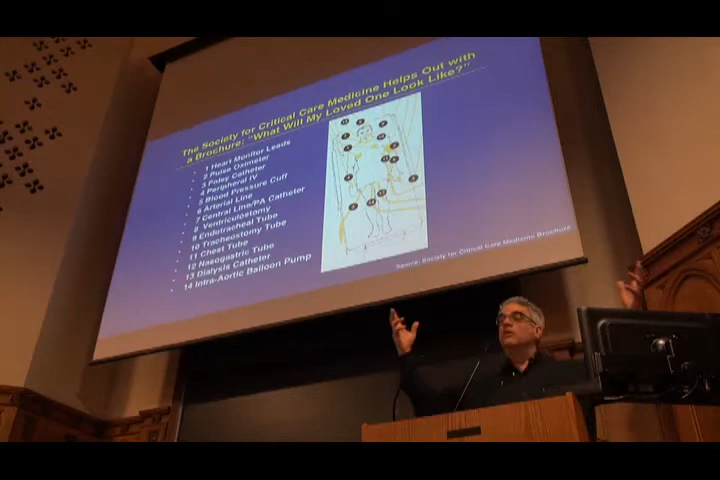 The Society for Critical Care Medicine Helps Out with
a Brochure: "What Will My Loved One Look Like?"
1 Heart Monitor Leads
2 Pulse Oximeter
3 Foley Catheter
4 Peripheral IV
5 Blood Pressure Cuff
6 Arterial Line
7 Central Line/PA Catheter
8 Ventriculostomy
9 Endutracheal Tube
10 Tracheostomy Tube
11 Chest Tube
12 Nasogastric Tube
13 Dialysis Catheter
14 Intra-Aortic Balloon Pump
Source: Society for Critical Care Medicine Brochure